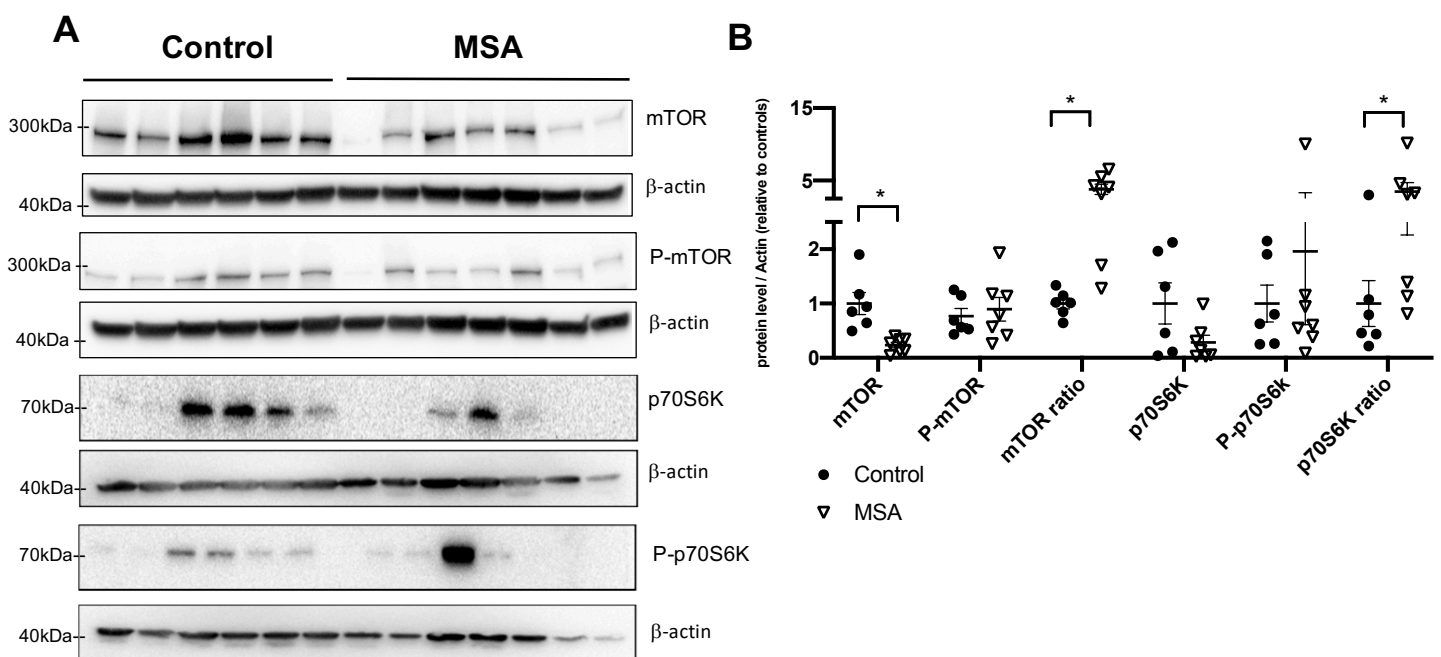 A
Control
MSA
300kDa
mTOR
β-actin
40kDa
300kDa
P-mTOR
β-actin
40kDa
70kDa
p70S6K
β-actin
40kDa
70kDa
P-p70S6K
β-actin
40kDa
B
protein level / Actin (relative to controls)
15
5
2
1
0
*
*
*
mTOR
P-mTOR
mTOR ratio
p70S6K
P-p70S6k
p70S6K ratio
Control
MSA